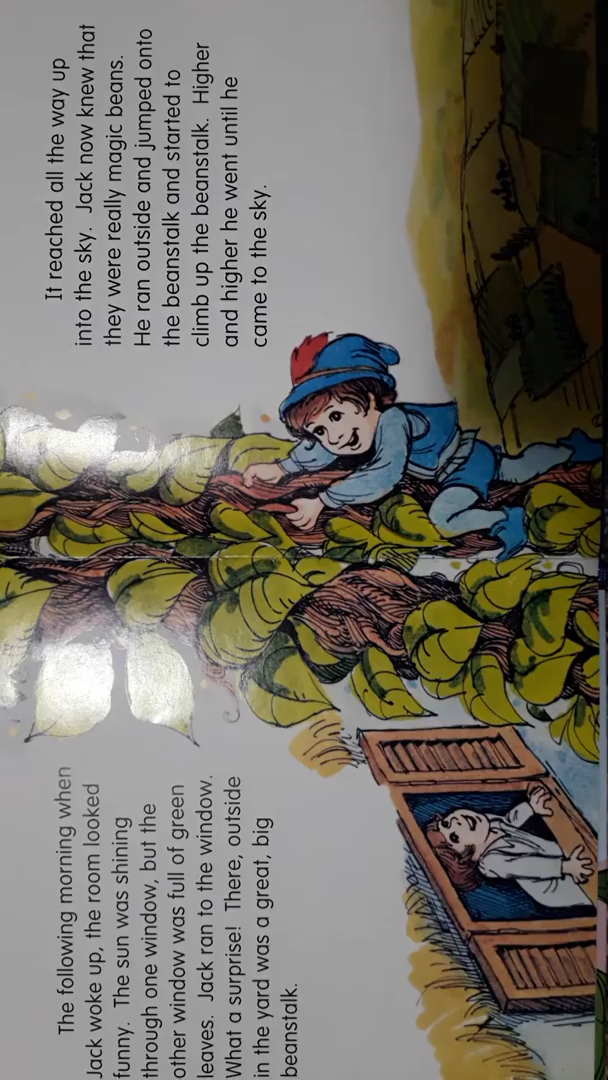 The following morning when
Jack woke up, the room looked
funny. The sun was shining
through one window, but the
other window was full of green
leaves. Jack ran to the window.
What a surprise! There, outside
in the yard was a great, big
beanstalk.
It reached all the way up
into the sky. Jack now knew that
they were really magic beans.
He ran outside and jumped onto
the beanstalk and started to
climb up the beanstalk. Higher
and higher he went until he
came to the sky.